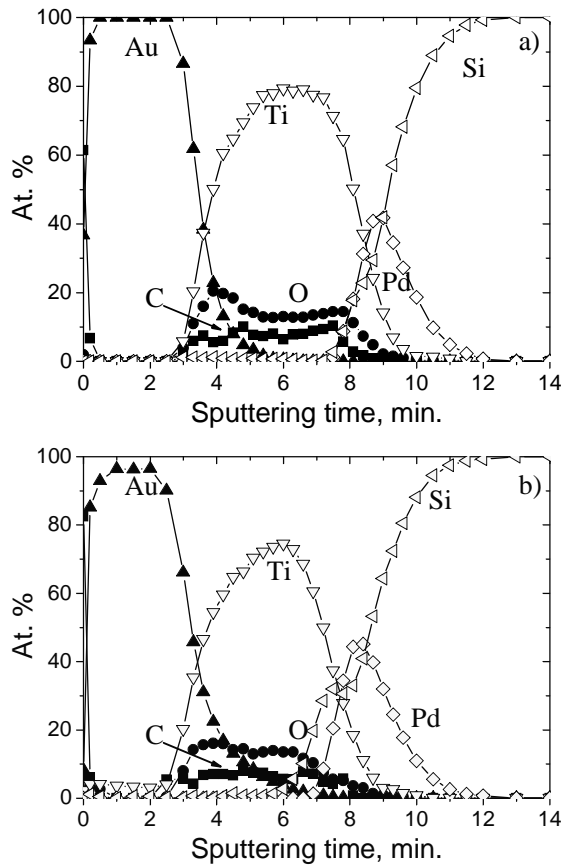 100
80
60
40
20
0
At. %
Au
Ti
Si
a)
C
O
Pd
0 2 4 6 8 10 12 14
Sputtering time, min.
100
80
60
40
20
0
At. %
Au
Ti
Si
b)
C
O
Pd
0 2 4 6 8 10 12 14
Sputtering time, min.